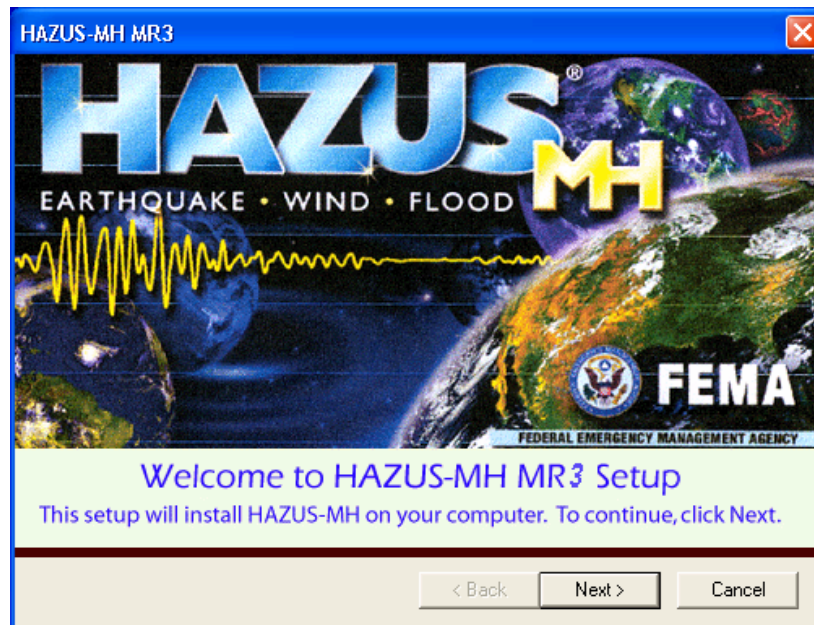 HAZUS-MH MR3
HAZUS®
MH
EARTHQUAKE • WIND • FLOOD
FEMA
FEDERAL EMERGENCY MANAGEMENT AGENCY
Welcome to HAZUS-MH MR3 Setup
This setup will install HAZUS-MH on your computer. To continue, click Next.
< Back Next > Cancel